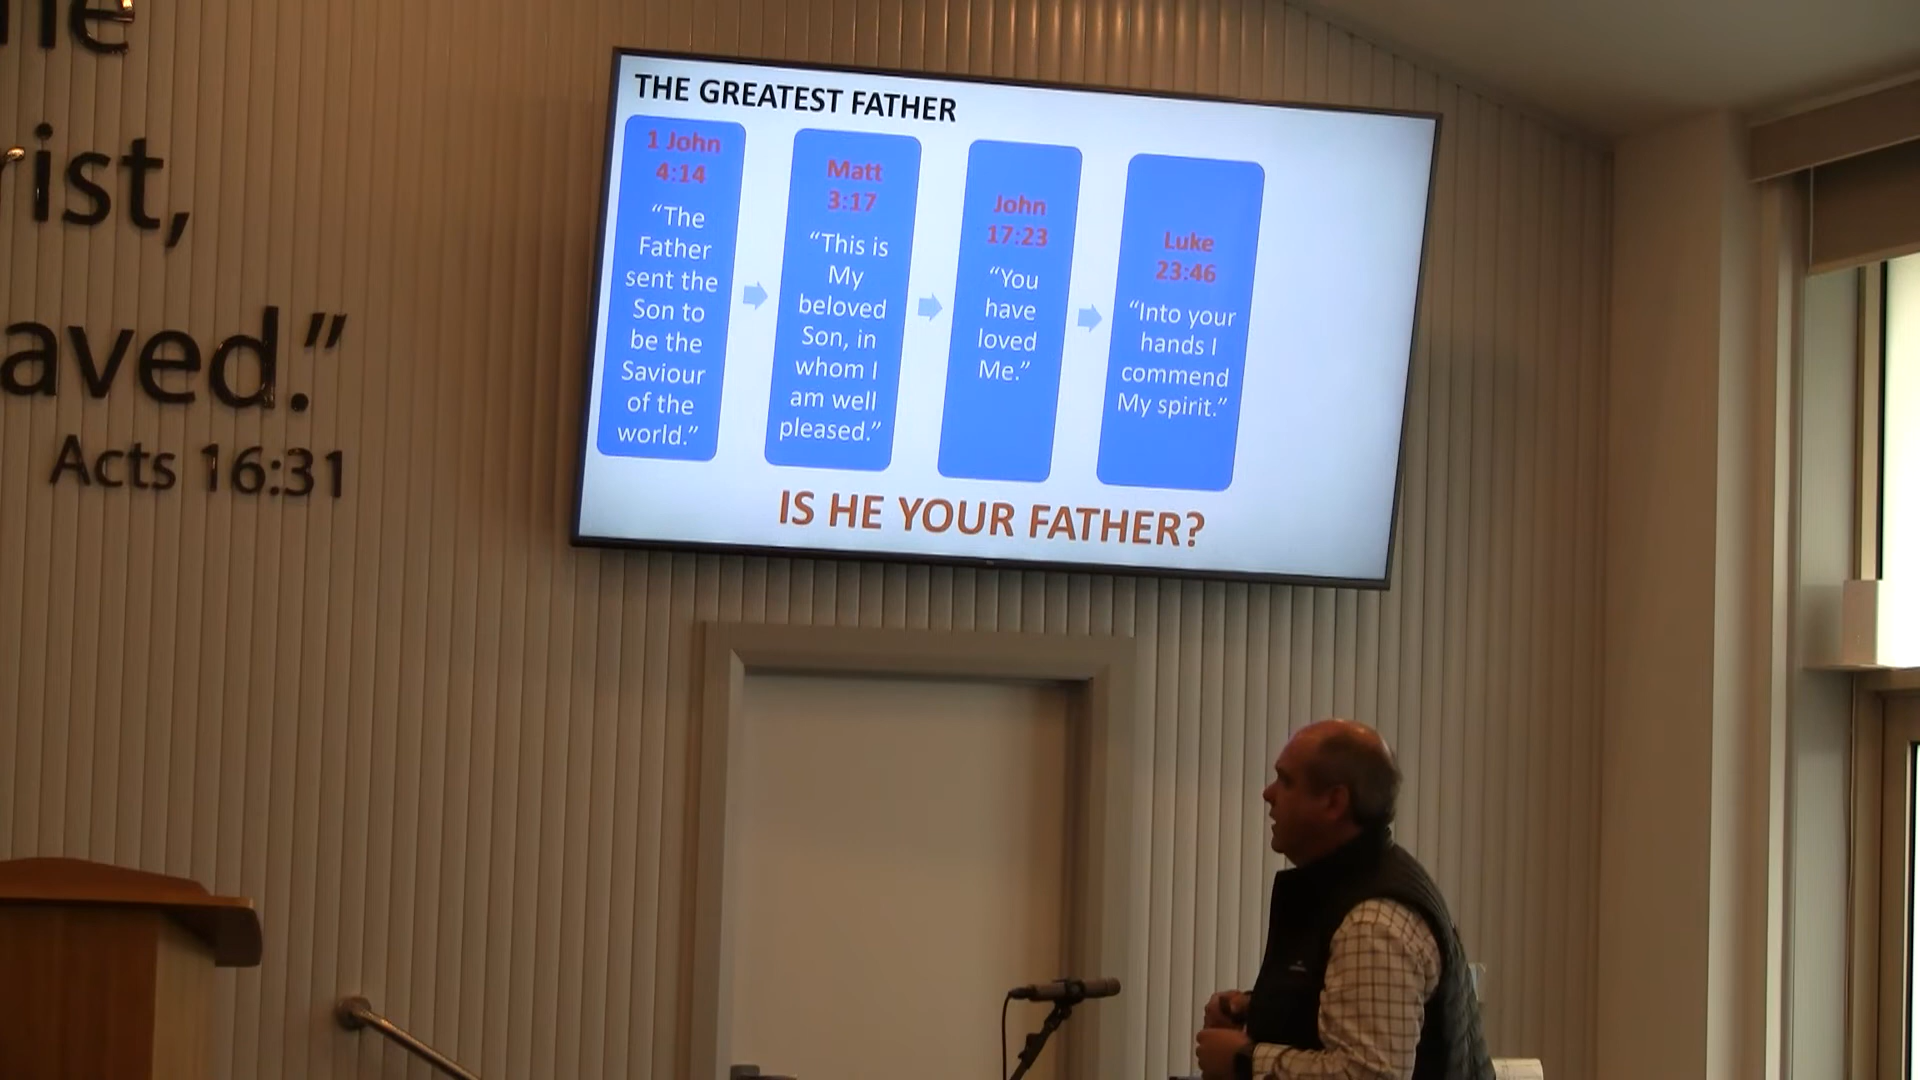 rist,
aved.”
Acts 16:31
THE GREATEST FATHER
1 John
4:14
“The
Father
sent the
Son to
be the
Saviour
of the
world.”
Matt
3:17
“This is
My
beloved
Son, in
whom I
am well
pleased.”
John
17:23
“You
have
loved
Me.”
Luke
23:46
“Into your
hands I
commend
My spirit.”
IS HE YOUR FATHER?